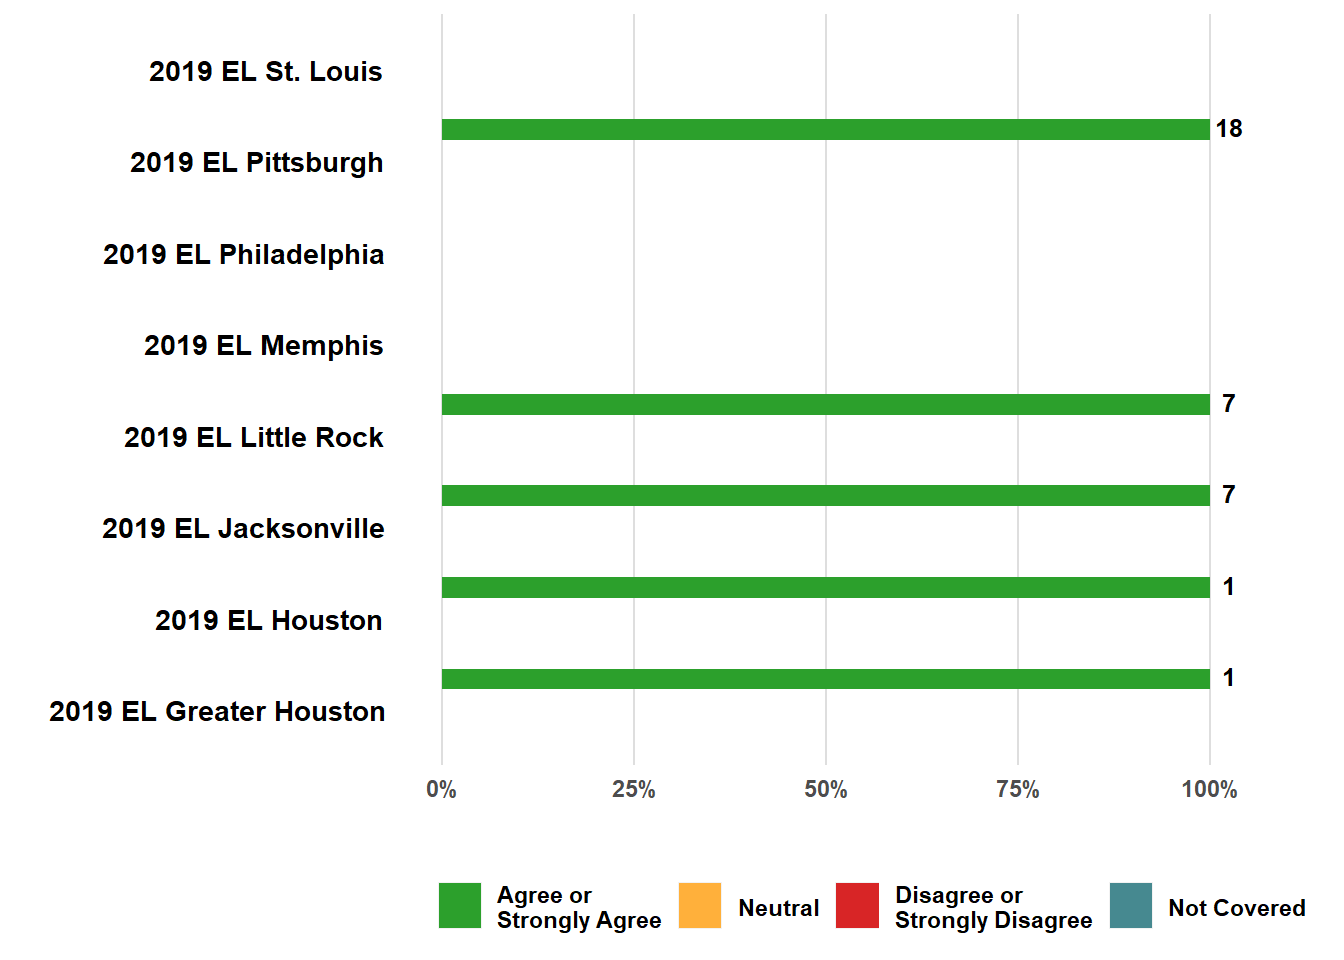 2019 EL St. Louis
18
2019 EL Pittsburgh
2019 EL Philadelphia
2019 EL Memphis
7
2019 EL Little Rock
7
2019 EL Jacksonville
1
2019 EL Houston
1
2019 EL Greater Houston
0% 25% 50% 75% 100%
Agree or
Strongly Agree
Neutral
Disagree or
Strongly Disagree
Not Covered